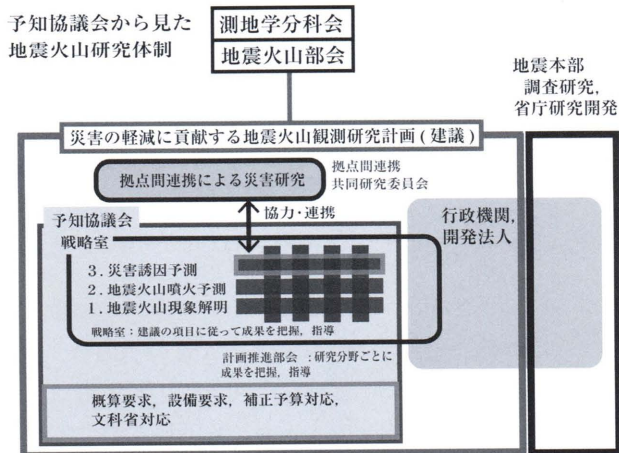 予知協議会から見た
地震火山研究体制
測地学分科会
地震火山部会
地震本部
調査研究,
省庁研究開発
災害の軽減に貢献する地震火山観測研究計画(建議)
拠点間連携による災害研究
拠点間連携
共同研究委員会
協力・連携
予知協議会
戦略室
行政機関,
開発法人
3.災害誘因予測
2.地震火山噴火予測
1.地震火山現象解明
戦略室:建議の項目に従って成果を把握,指導
計画推進部会 :研究分野ごとに
成果を把握,指導
概算要求,設備要求,補正予算対応,
文科省対応